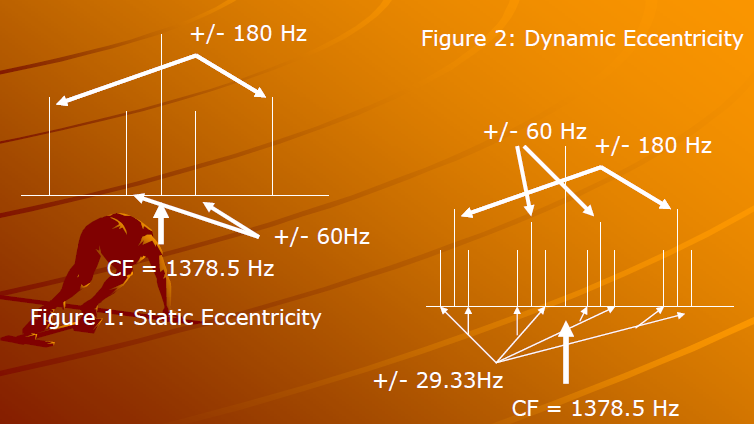 +/- 180 Hz
+/- 60Hz
CF = 1378.5 Hz
Figure 1: Static Eccentricity
Figure 2: Dynamic Eccentricity
+/- 60 Hz
+/- 180 Hz
+/- 29.33Hz
CF = 1378.5 Hz